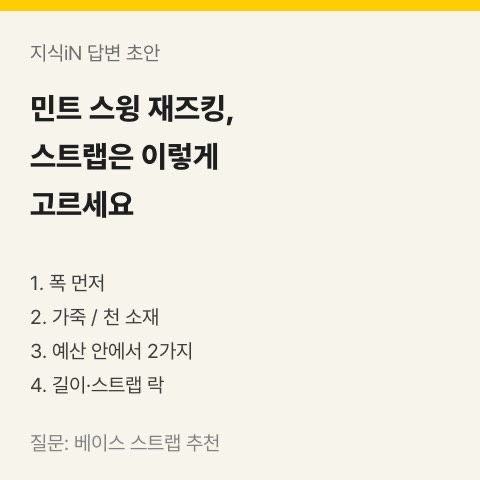 지식iN 답변 초안
민트 스윙 재즈킹,
스트랩은 이렇게
고르세요
1. 폭 먼저
2. 가죽 / 천 소재
3. 예산 안에서 2가지
4. 길이·스트랩 락
질문: 베이스 스트랩 추천